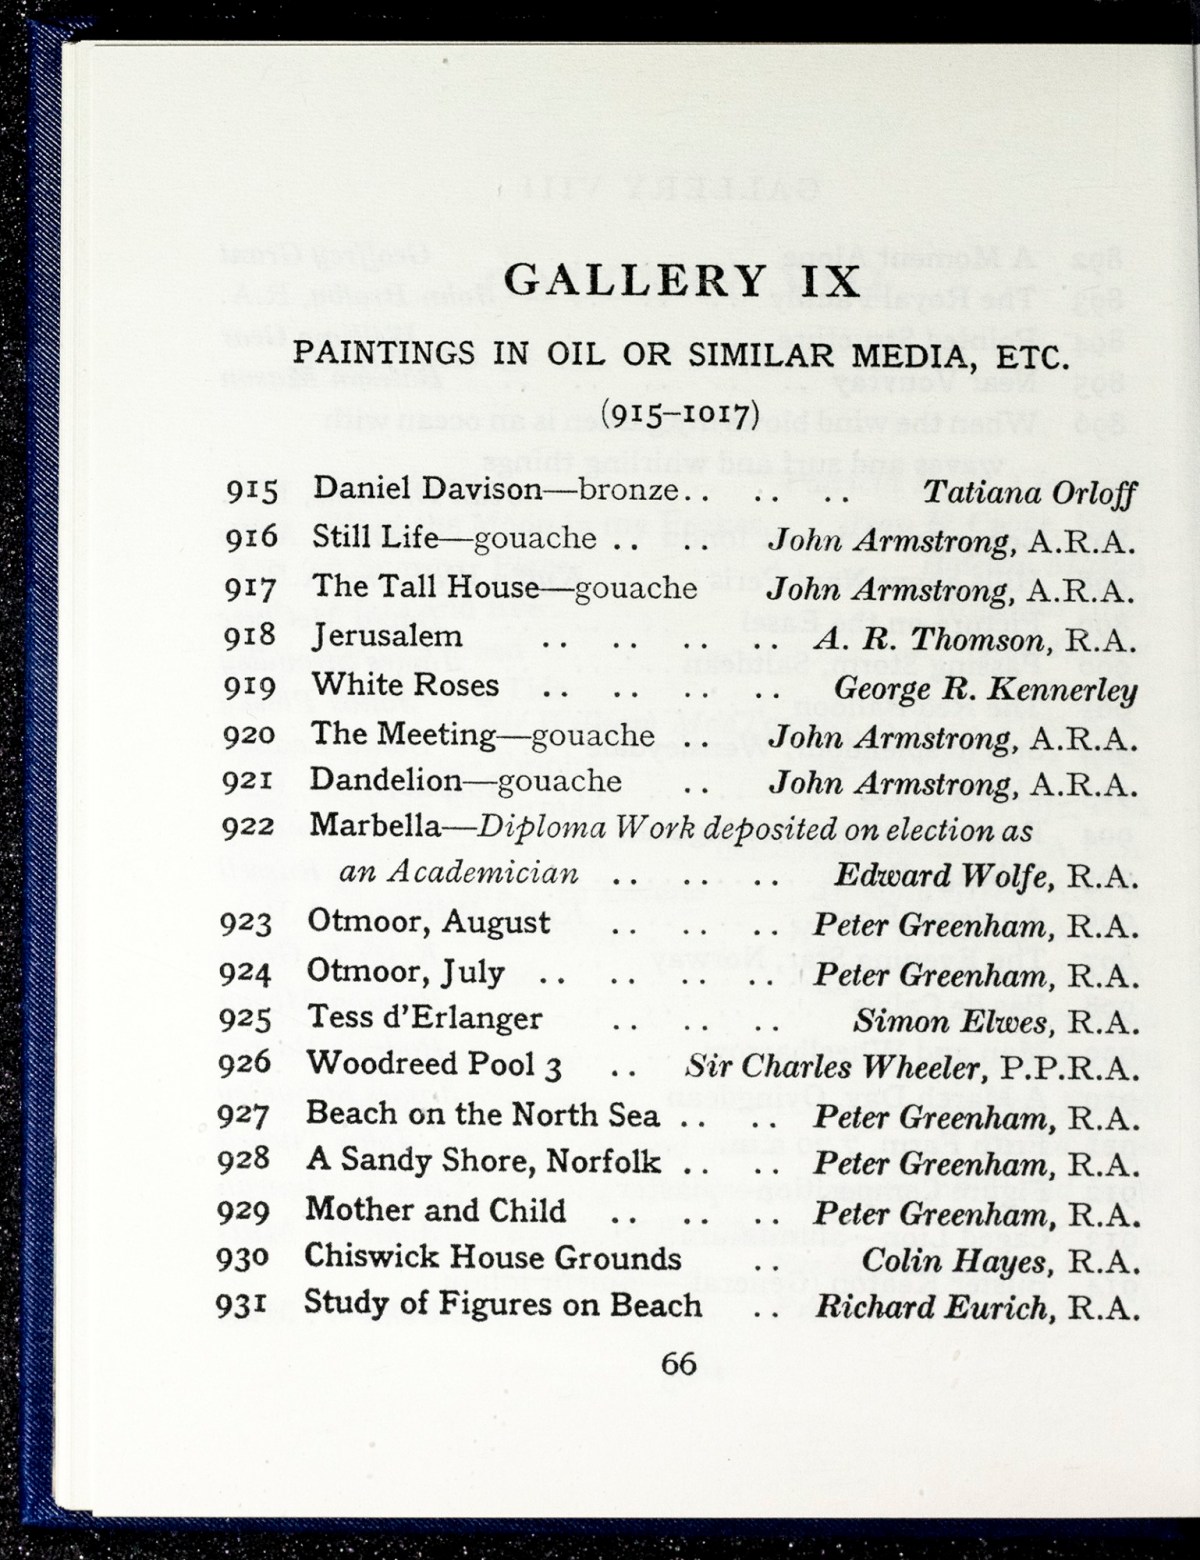 GALLERY IX
PAINTINGS IN OIL OR SIMILAR MEDIA, ETC.
(915–1017)
915 Daniel Davison—bronze.. .. .. Tatiana Orloff
916 Still Life—gouache .. .. John Armstrong, A.R.A.
917 The Tall House—gouache John Armstrong, A.R.A.
918 Jerusalem .. .. .. .. A. R. Thomson, R.A.
919 White Roses .. .. .. .. George R. Kennerley
920 The Meeting—gouache .. John Armstrong, A.R.A.
921 Dandelion—gouache .. John Armstrong, A.R.A.
922 Marbella—Diploma Work deposited on election as
an Academician .. .. .. Edward Wolfe, R.A.
923 Otmoor, August .. .. .. Peter Greenham, R.A.
924 Otmoor, July .. .. .. .. Peter Greenham, R.A.
925 Tess d'Erlanger .. .. .. Simon Elwes, R.A.
926 Woodreed Pool 3 .. Sir Charles Wheeler, P.P.R.A.
927 Beach on the North Sea .. .. Peter Greenham, R.A.
928 A Sandy Shore, Norfolk .. .. Peter Greenham, R.A.
929 Mother and Child .. .. .. Peter Greenham, R.A.
930 Chiswick House Grounds .. Colin Hayes, R.A.
931 Study of Figures on Beach .. Richard Eurich, R.A.
66